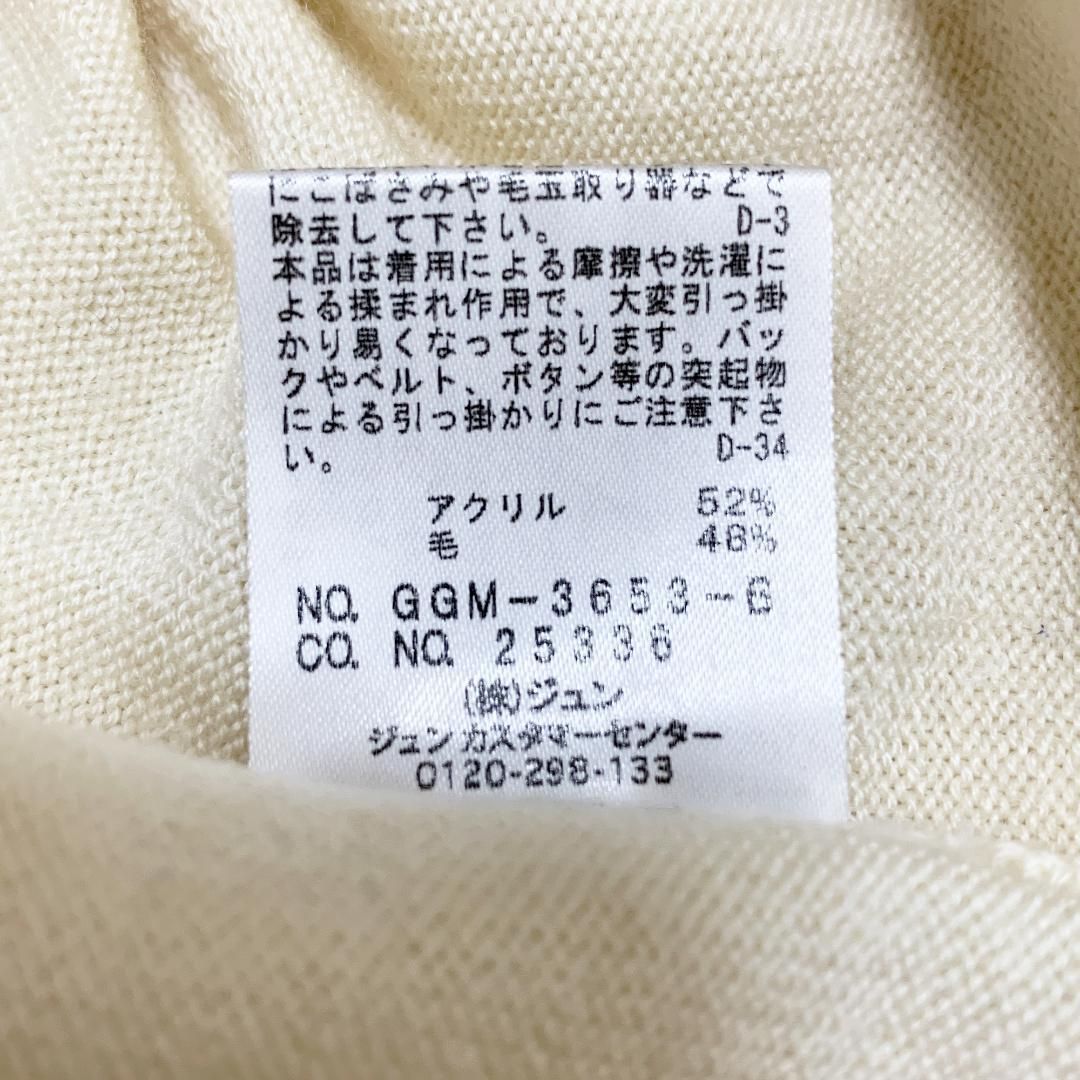 にこばさみや毛玉取り器などで
除去して下さい。 D-3
本品は着用による摩擦や洗濯に
よる揉まれ作用で、大変引っ掛
かり易くなっております。バッ
クやベルト、ボタン等の突起物
による引っ掛かりにご注意下さ
い。 D-34
アクリル 52%
毛 48%
NO. GGM-3653-6
CO. NO. 25336
(株)ジュン
ジュン カスタマーセンター
0120-298-133